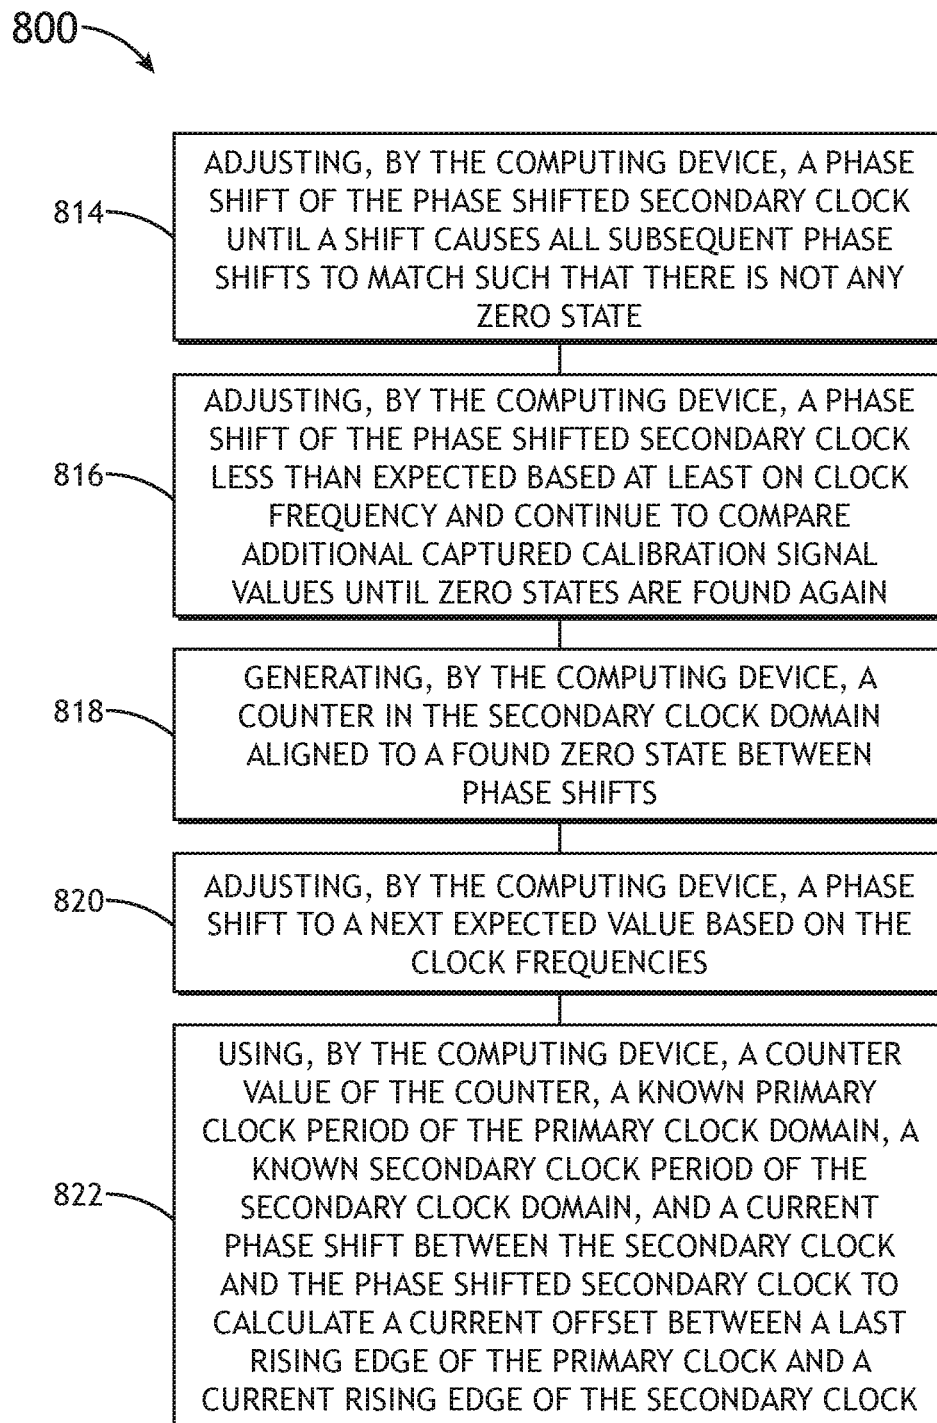 800
814
ADJUSTING, BY THE COMPUTING DEVICE, A PHASE
SHIFT OF THE PHASE SHIFTED SECONDARY CLOCK
UNTIL A SHIFT CAUSES ALL SUBSEQUENT PHASE
SHIFTS TO MATCH SUCH THAT THERE IS NOT ANY
ZERO STATE
816
ADJUSTING, BY THE COMPUTING DEVICE, A PHASE
SHIFT OF THE PHASE SHIFTED SECONDARY CLOCK
LESS THAN EXPECTED BASED AT LEAST ON CLOCK
FREQUENCY AND CONTINUE TO COMPARE
ADDITIONAL CAPTURED CALIBRATION SIGNAL
VALUES UNTIL ZERO STATES ARE FOUND AGAIN
818
GENERATING, BY THE COMPUTING DEVICE, A
COUNTER IN THE SECONDARY CLOCK DOMAIN
ALIGNED TO A FOUND ZERO STATE BETWEEN
PHASE SHIFTS
820
ADJUSTING, BY THE COMPUTING DEVICE, A PHASE
SHIFT TO A NEXT EXPECTED VALUE BASED ON THE
CLOCK FREQUENCIES
822
USING, BY THE COMPUTING DEVICE, A COUNTER
VALUE OF THE COUNTER, A KNOWN PRIMARY
CLOCK PERIOD OF THE PRIMARY CLOCK DOMAIN, A
KNOWN SECONDARY CLOCK PERIOD OF THE
SECONDARY CLOCK DOMAIN, AND A CURRENT
PHASE SHIFT BETWEEN THE SECONDARY CLOCK
AND THE PHASE SHIFTED SECONDARY CLOCK TO
CALCULATE A CURRENT OFFSET BETWEEN A LAST
RISING EDGE OF THE PRIMARY CLOCK AND A
CURRENT RISING EDGE OF THE SECONDARY CLOCK